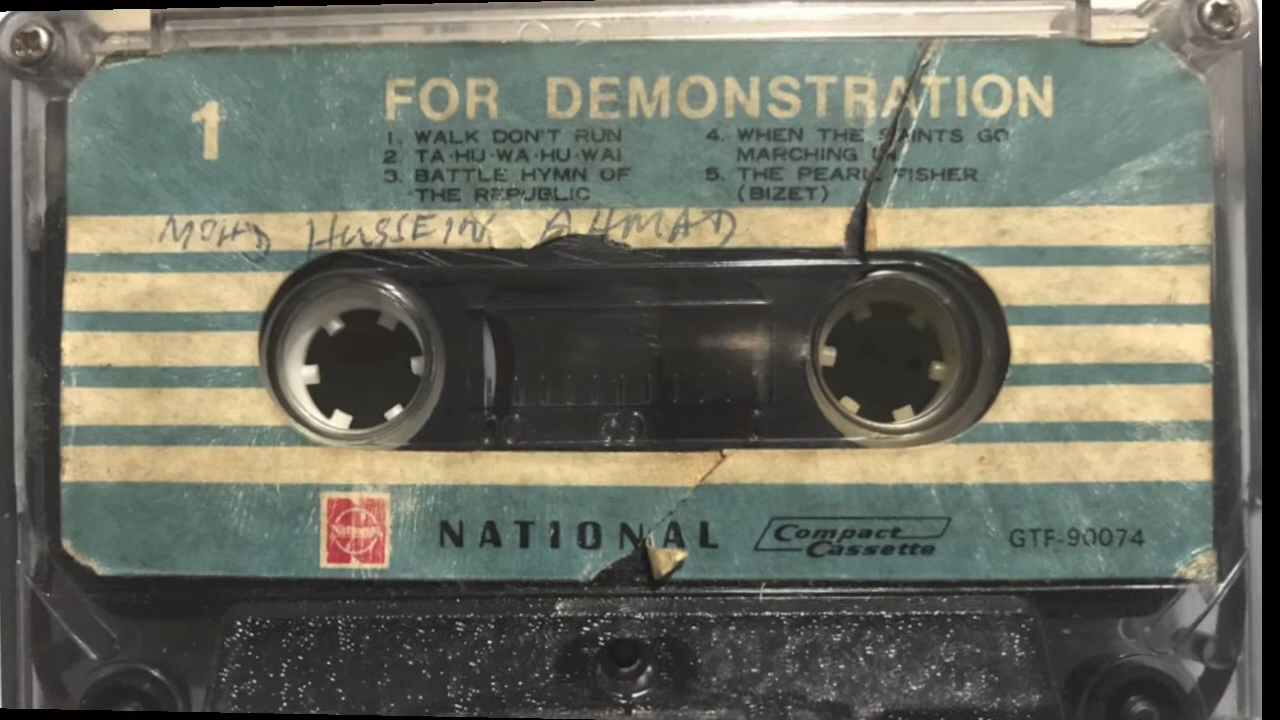 1
FOR DEMONSTRATION
1. WALK DON'T RUN
2. TA·HU·WA·HU·WAI
3. BATTLE HYMN OF
THE REPUBLIC
4. WHEN THE SAINTS GO
MARCHING IN
5. THE PEARL FISHER
(BIZET)
MOHD HUSSEIN AHMAD
National
NATIONAL
Compact
Cassette
GTF-90074